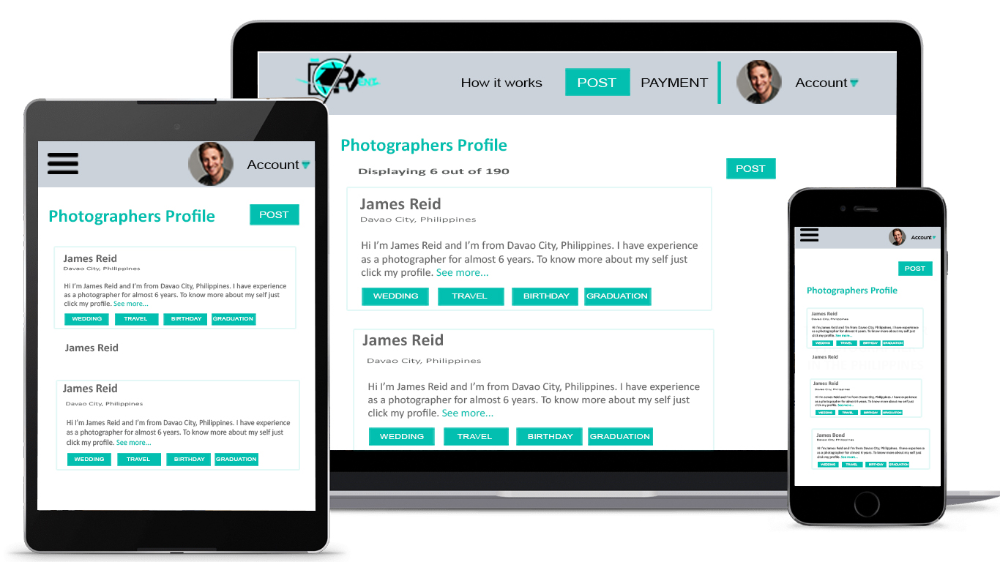 RENT
How it works
POST
PAYMENT
Account
Photographers Profile
Displaying 6 out of 190
POST
James Reid
Davao City, Philippines
Hi I'm James Reid and I'm from Davao City, Philippines. I have experience
as a photographer for almost 6 years. To know more about my self just
click my profile. See more...
WEDDING TRAVEL BIRTHDAY GRADUATION
James Reid
Davao City, Philippines
Hi I'm James Reid and I'm from Davao City, Philippines. I have experience
as a photographer for almost 6 years. To know more about my self just
click my profile. See more...
WEDDING TRAVEL BIRTHDAY GRADUATION
Account
Photographers Profile
POST
James Reid
Davao City, Philippines
Hi I'm James Reid and I'm from Davao City, Philippines. I have experience
as a photographer for almost 6 years. To know more about my self just
click my profile. See more...
WEDDING TRAVEL BIRTHDAY GRADUATION
James Reid
James Reid
Davao City, Philippines
Hi I'm James Reid and I'm from Davao City, Philippines. I have experience
as a photographer for almost 6 years. To know more about my self just
click my profile. See more...
WEDDING TRAVEL BIRTHDAY GRADUATION
Account
POST
Photographers Profile
James Reid
Davao City, Philippines
Hi I'm James Reid and I'm from Davao City, Philippines. I have experience
as a photographer for almost 6 years. To know more about my self just
click my profile. See more...
WEDDING TRAVEL BIRTHDAY GRADUATION
James Reid
James Reid
Davao City, Philippines
Hi I'm James Reid and I'm from Davao City, Philippines. I have experience
as a photographer for almost 6 years. To know more about my self just
click my profile. See more...
WEDDING TRAVEL BIRTHDAY GRADUATION
James Bond
Davao City, Philippines
Hi I'm James Reid and I'm from Davao City, Philippines. I have experience
as a photographer for almost 6 years. To know more about my self just
click my profile. See more...
WEDDING TRAVEL BIRTHDAY GRADUATION